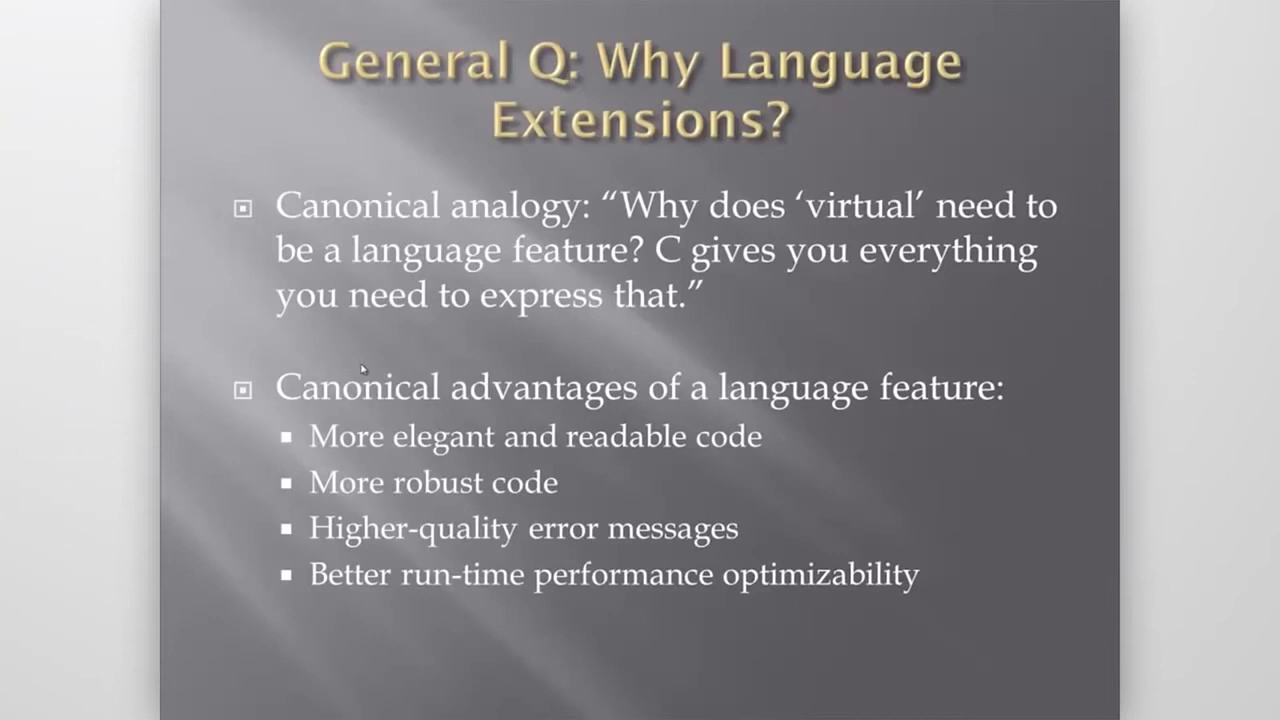 General Q: Why Language
Extensions?
Canonical analogy: “Why does ‘virtual’ need to
be a language feature? C gives you everything
you need to express that.”
Canonical advantages of a language feature:
More elegant and readable code
More robust code
Higher-quality error messages
Better run-time performance optimizability